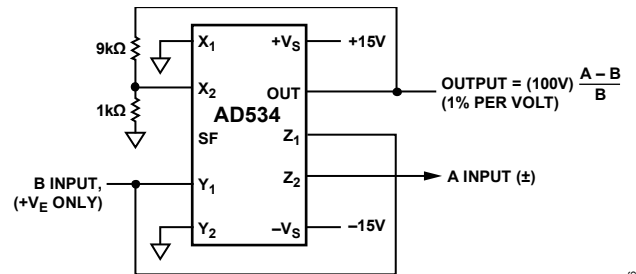 9kΩ
1kΩ
X1
+VS
+15V
X2
OUT
OUTPUT = (100V) A – B
B
(1% PER VOLT)
AD534
SF
Z1
B INPUT,
(+VE ONLY)
Y1
Z2
A INPUT (±)
Y2
–VS
–15V